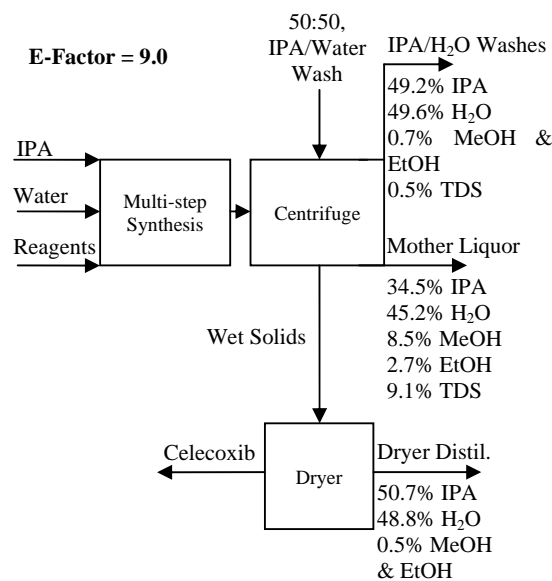 50:50,
IPA/Water
Wash
IPA/H₂O Washes
E-Factor = 9.0
49.2% IPA
49.6% H₂O
0.7% MeOH &
EtOH
0.5% TDS
IPA
Water
Reagents
Multi-step
Synthesis
Centrifuge
Mother Liquor
34.5% IPA
45.2% H₂O
8.5% MeOH
2.7% EtOH
9.1% TDS
Wet Solids
Celecoxib
Dryer
Dryer Distil.
50.7% IPA
48.8% H₂O
0.5% MeOH
& EtOH